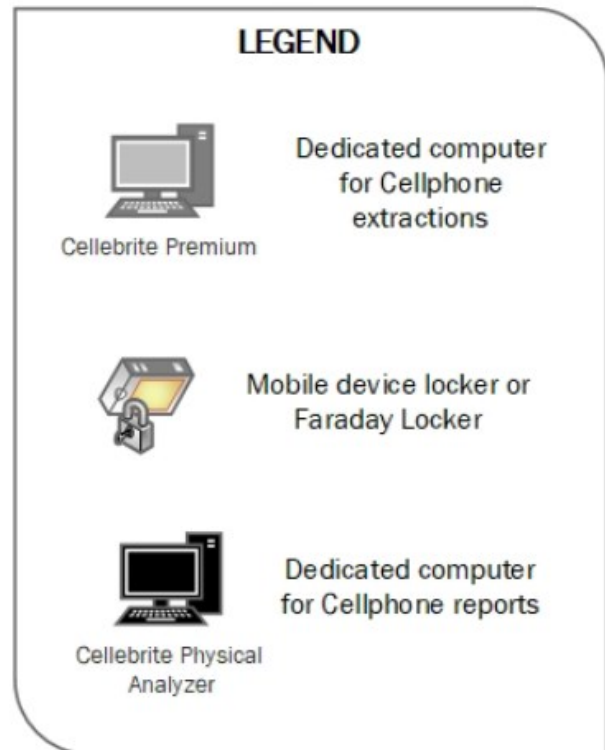 LEGEND
Dedicated computer
for Cellphone
extractions
Cellebrite Premium
Mobile device locker or
Faraday Locker
Dedicated computer
for Cellphone reports
Cellebrite Physical
Analyzer